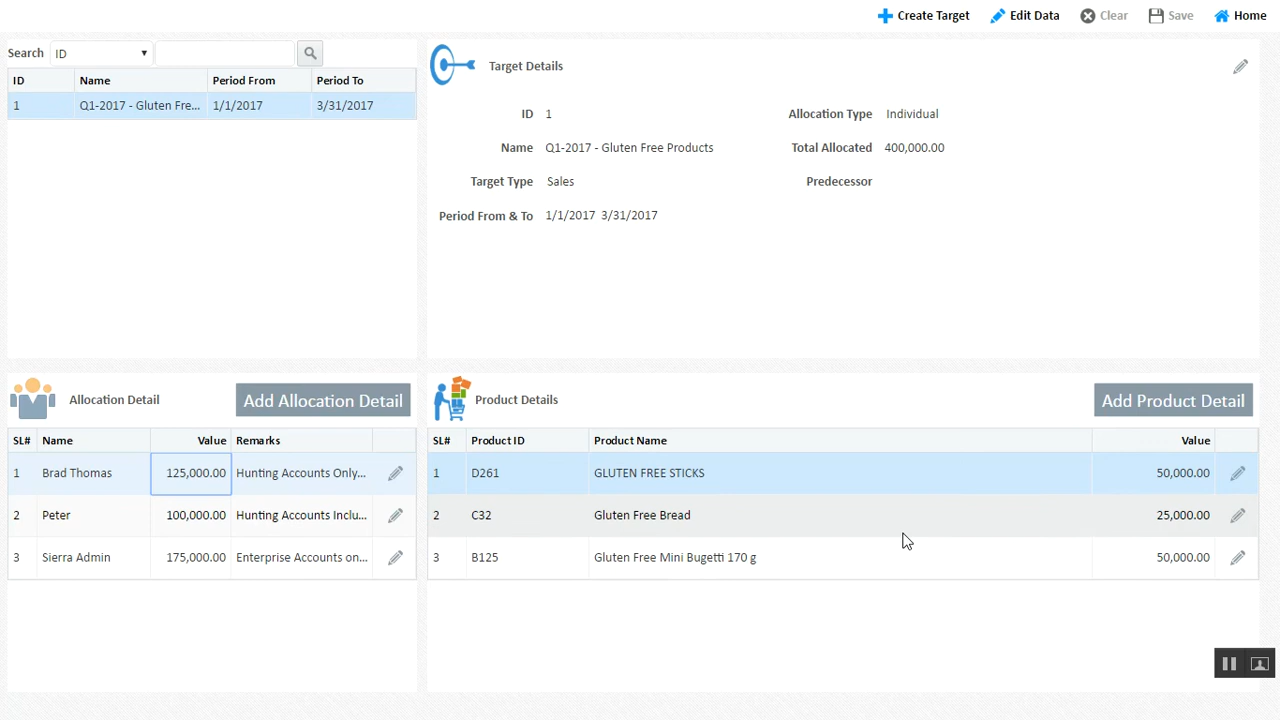 Create Target Edit Data Clear Save Home
Search ID
ID Name Period From Period To
1 Q1-2017 - Gluten Fre... 1/1/2017 3/31/2017
Target Details
ID 1 Allocation Type Individual
Name Q1-2017 - Gluten Free Products Total Allocated 400,000.00
Target Type Sales Predecessor
Period From & To 1/1/2017 3/31/2017
Allocation Detail Add Allocation Detail
SL# Name Value Remarks
1 Brad Thomas 125,000.00 Hunting Accounts Only...
2 Peter 100,000.00 Hunting Accounts Inclu...
3 Sierra Admin 175,000.00 Enterprise Accounts on...
Product Details Add Product Detail
SL# Product ID Product Name Value
1 D261 GLUTEN FREE STICKS 50,000.00
2 C32 Gluten Free Bread 25,000.00
3 B125 Gluten Free Mini Bugetti 170 g 50,000.00